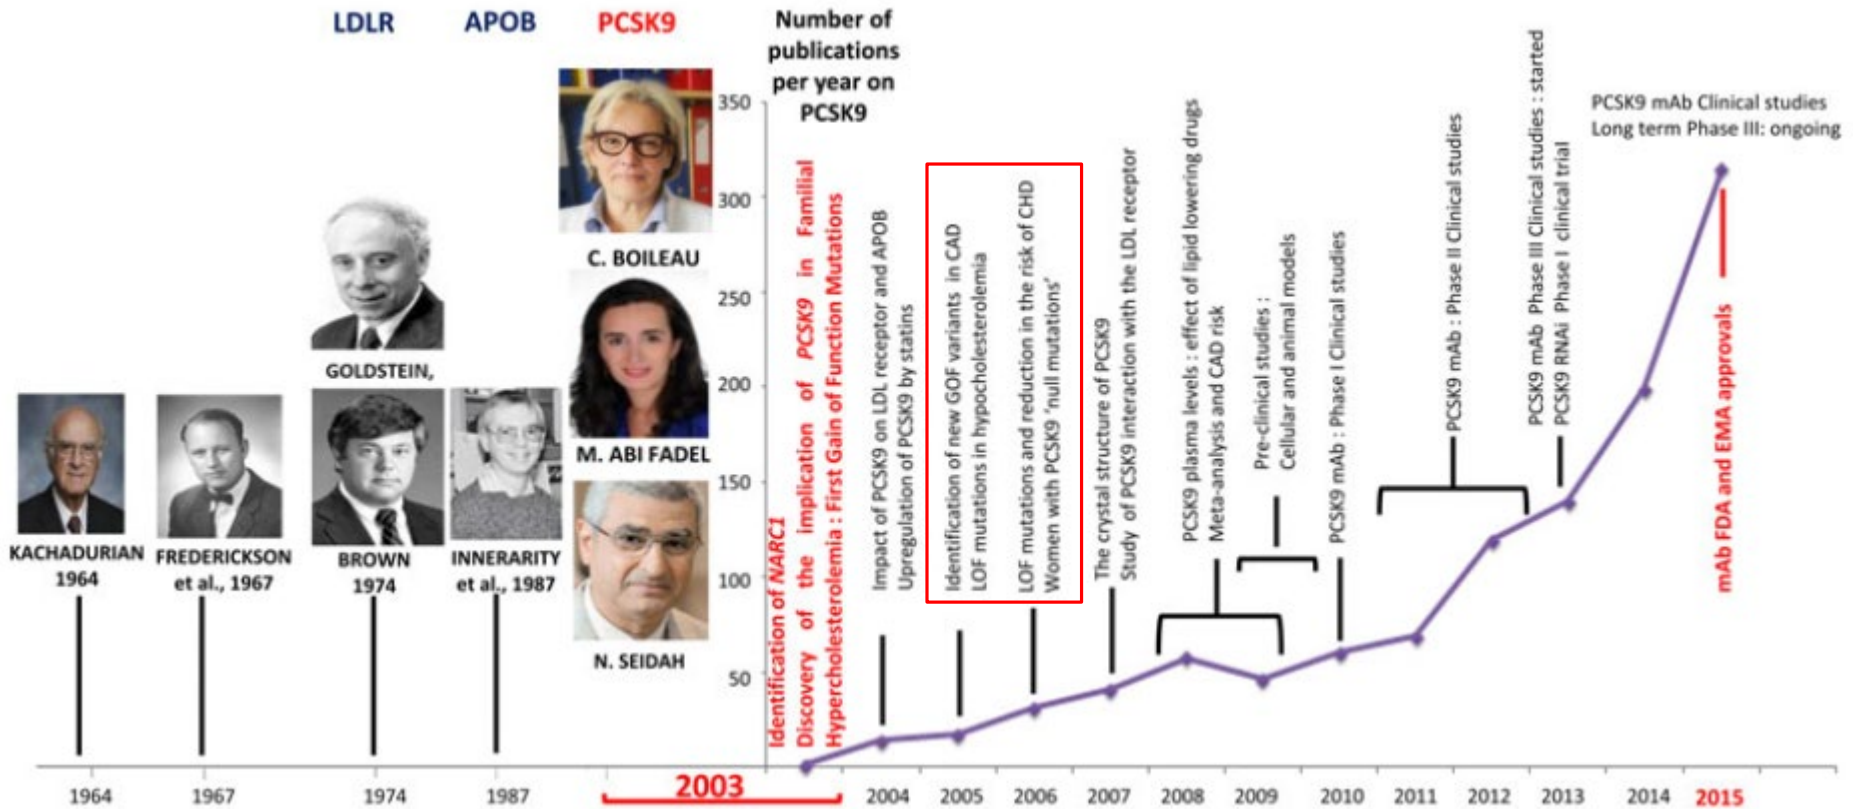 LDLR
APOB
PCSK9
Number of
publications
per year on
PCSK9
350
300
250
200
150
100
50
C. BOILEAU
M. ABI FADEL
N. SEIDAH
GOLDSTEIN,
BROWN
1974
KACHADURIAN
1964
FREDERICKSON
et al., 1967
INNERARITY
et al., 1987
Identification of NARC1
Discovery of the implication of PCSK9 in Familial
Hypercholesterolemia : First Gain of Function Mutations
Impact of PCSK9 on LDL receptor and APOB
Upregulation of PCSK9 by statins
Identification of new GOF variants in CAD
LOF mutations in hypocholesterolemia
LOF mutations and reduction in the risk of CHD
Women with PCSK9 ‘null mutations’
The crystal structure of PCSK9
Study of PCSK9 interaction with the LDL receptor
PCSK9 plasma levels : effect of lipid lowering drugs
Meta-analysis and CAD risk
Pre-clinical studies :
Cellular and animal models
PCSK9 mAb : Phase I Clinical studies
PCSK9 mAb : Phase II Clinical studies
PCSK9 mAb Phase III Clinical studies : started
PCSK9 RNAi Phase I clinical trial
PCSK9 mAb Clinical studies
Long term Phase III: ongoing
mAb FDA and EMA approvals
1964
1967
1974
1987
2003
2004
2005
2006
2007
2008
2009
2010
2011
2012
2013
2014
2015